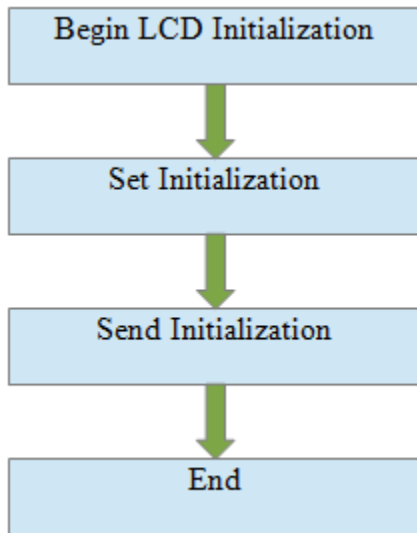 Begin LCD Initialization
Set Initialization
Send Initialization
End